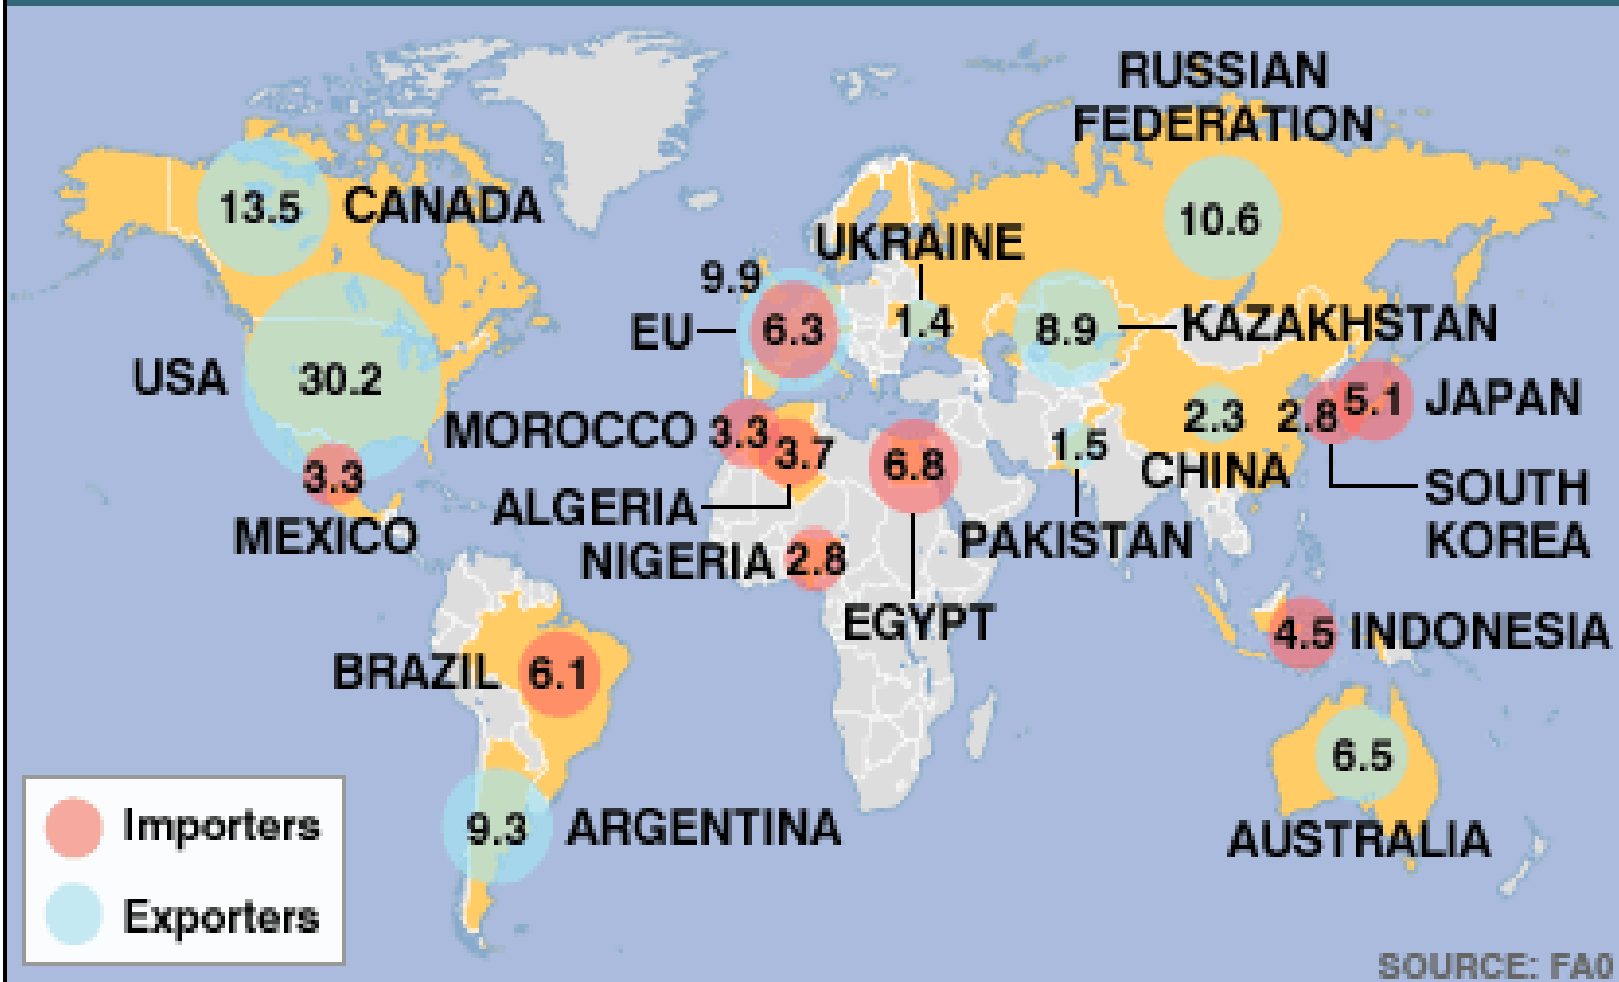 RUSSIAN
FEDERATION
10.6
13.5 CANADA
UKRAINE
1.4
9.9
EU
6.3
8.9 KAZAKHSTAN
USA 30.2
MOROCCO 3.3
3.7
ALGERIA
6.8
EGYPT
1.5
PAKISTAN
2.3
CHINA
2.8
5.1 JAPAN
SOUTH
KOREA
3.3
MEXICO
NIGERIA 2.8
4.5 INDONESIA
BRAZIL 6.1
6.5
AUSTRALIA
9.3 ARGENTINA
Importers
Exporters
SOURCE: FAO